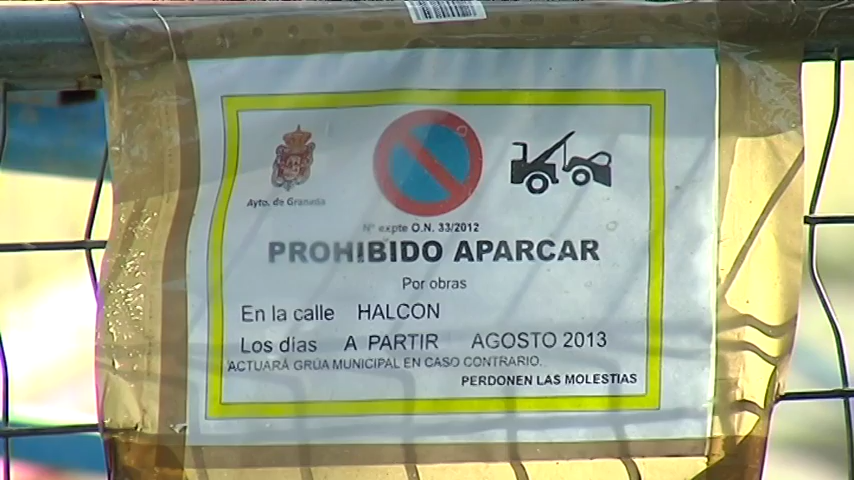 Ayto. de Granada
Nº expte O.N. 33/2012
PROHIBIDO APARCAR
Por obras
En la calle HALCON
Los días A PARTIR AGOSTO 2013
ACTUARÁ GRÚA MUNICIPAL EN CASO CONTRARIO.
PERDONEN LAS MOLESTIAS